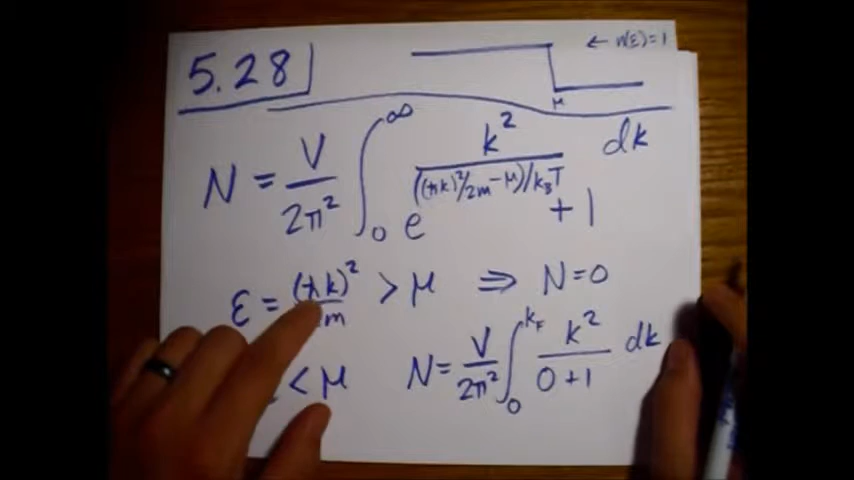 5.28 ← n(ε)=1
μ
N = V/2π² ∫₀^∞ k² / (e^(((ħk)²/2m − μ)/k_BT) + 1) dk
ε = (ħk)²/2m > μ ⇒ N=0
< μ N = V/2π² ∫₀^(k_F) k²/(0+1) dk